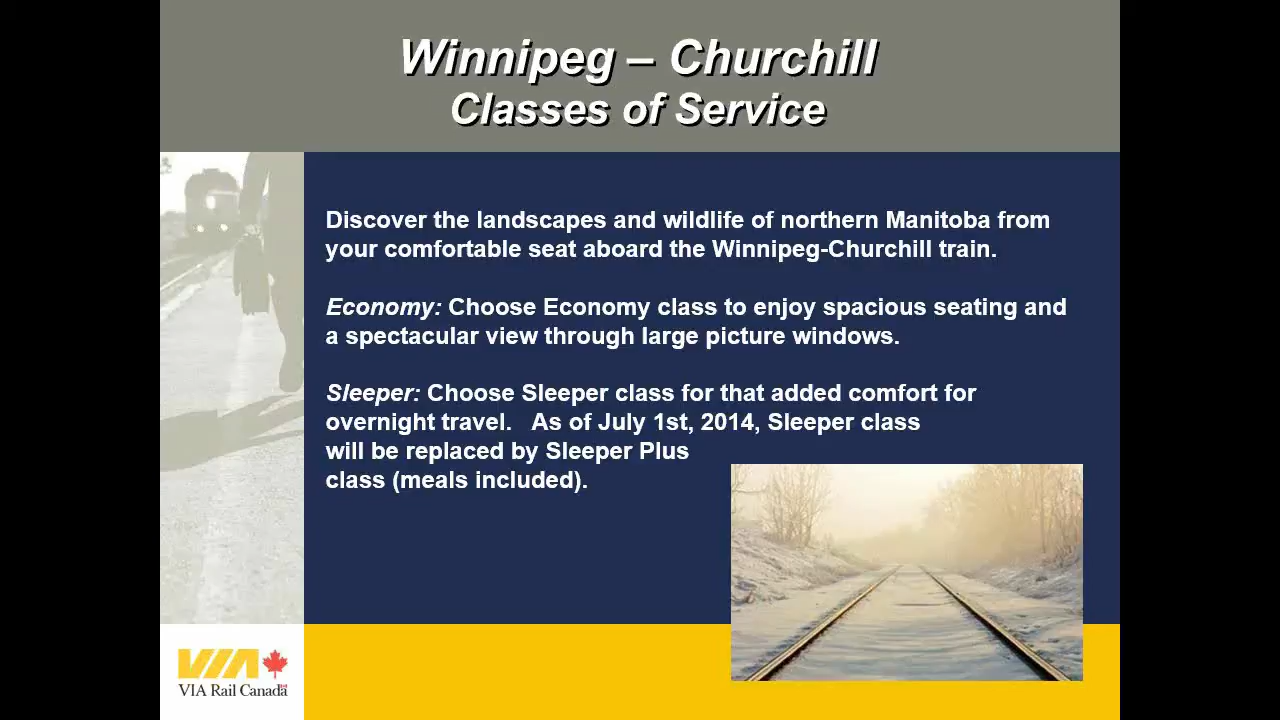 Winnipeg – Churchill
Classes of Service
Discover the landscapes and wildlife of northern Manitoba from
your comfortable seat aboard the Winnipeg-Churchill train.
Economy: Choose Economy class to enjoy spacious seating and
a spectacular view through large picture windows.
Sleeper: Choose Sleeper class for that added comfort for
overnight travel. As of July 1st, 2014, Sleeper class
will be replaced by Sleeper Plus
class (meals included).
VIA
VIA Rail Canada